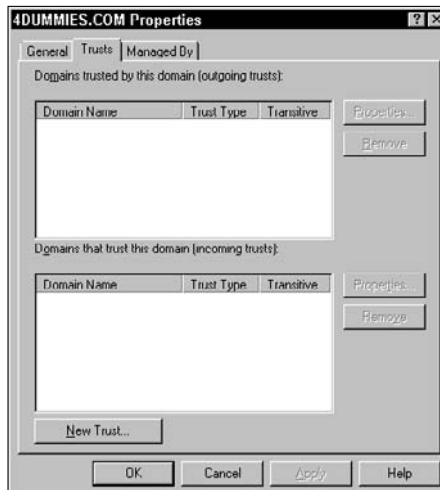 4DUMMIES.COM Properties
General Trusts Managed By
Domains trusted by this domain (outgoing trusts):
Domain Name Trust Type Transitive
Properties...
Remove
Domains that trust this domain (incoming trusts):
Domain Name Trust Type Transitive
Properties...
Remove
New Trust...
OK Cancel Apply Help